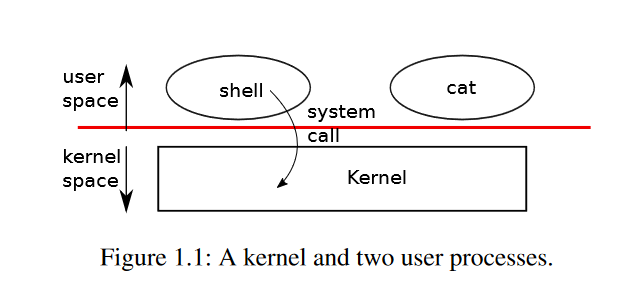 user
space
shell
cat
system
call
kernel
space
Kernel
Figure 1.1: A kernel and two user processes.